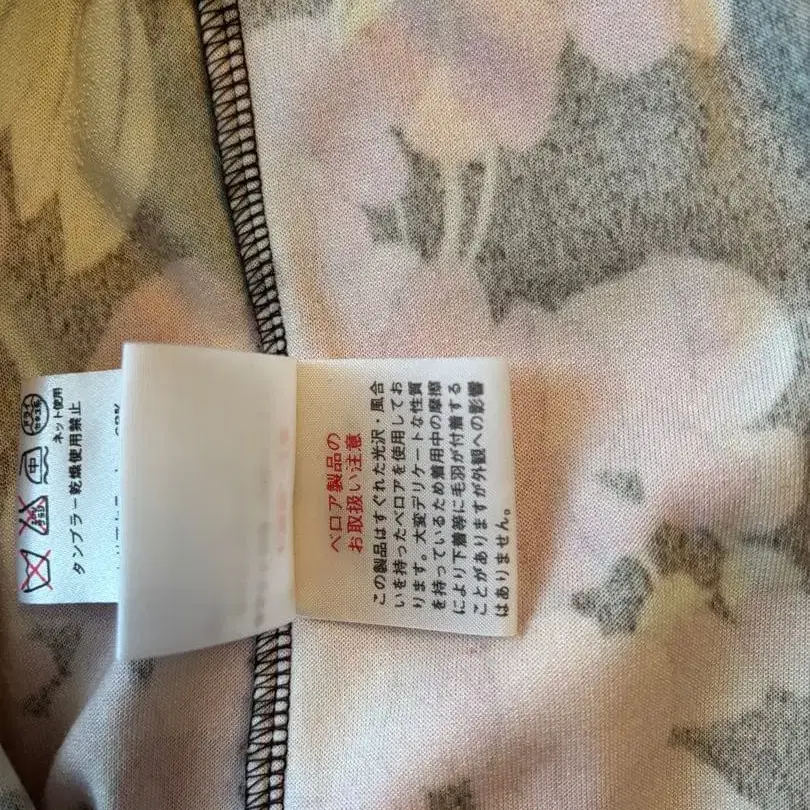 ネット使用
タンブラー乾燥使用禁止
中
ベロア製品の
お取扱い注意
この製品はすぐれた光沢・風合
いを持ったベロアを使用してお
ります。大変デリケートな性質
を持っているため着用中の摩擦
により下着等に毛羽が付着する
ことがありますが外観への影響
はありません。